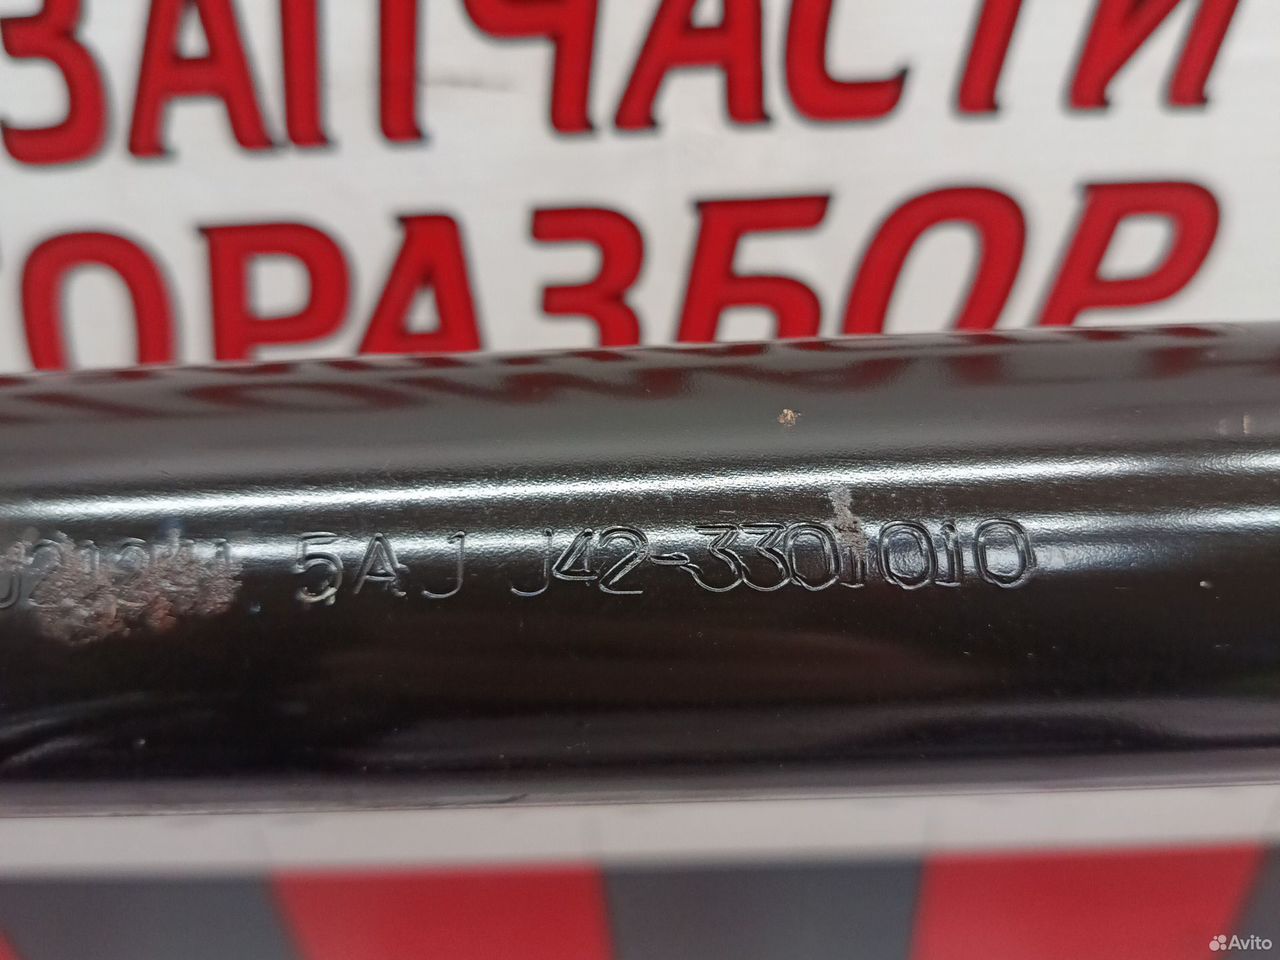 ЗАПЧАСТИ
ОРАЗБОР
5AJ J42-3301010
Avito